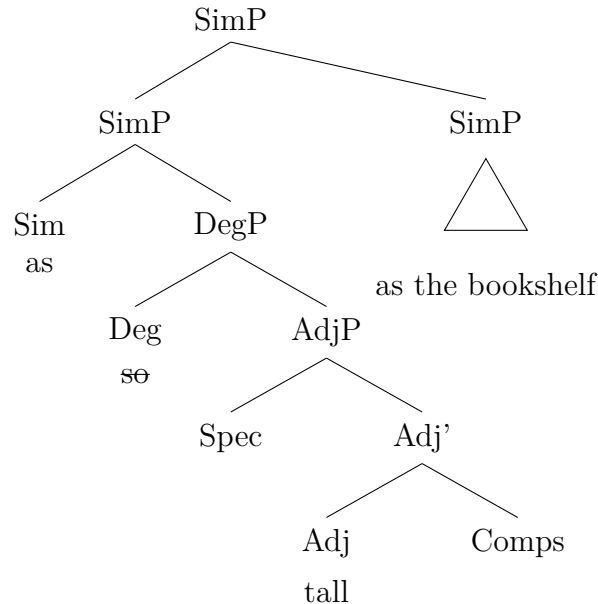 SimP
SimP SimP
Sim DegP
as
as the bookshelf
Deg AdjP
so
Spec Adj'
Adj Comps
tall